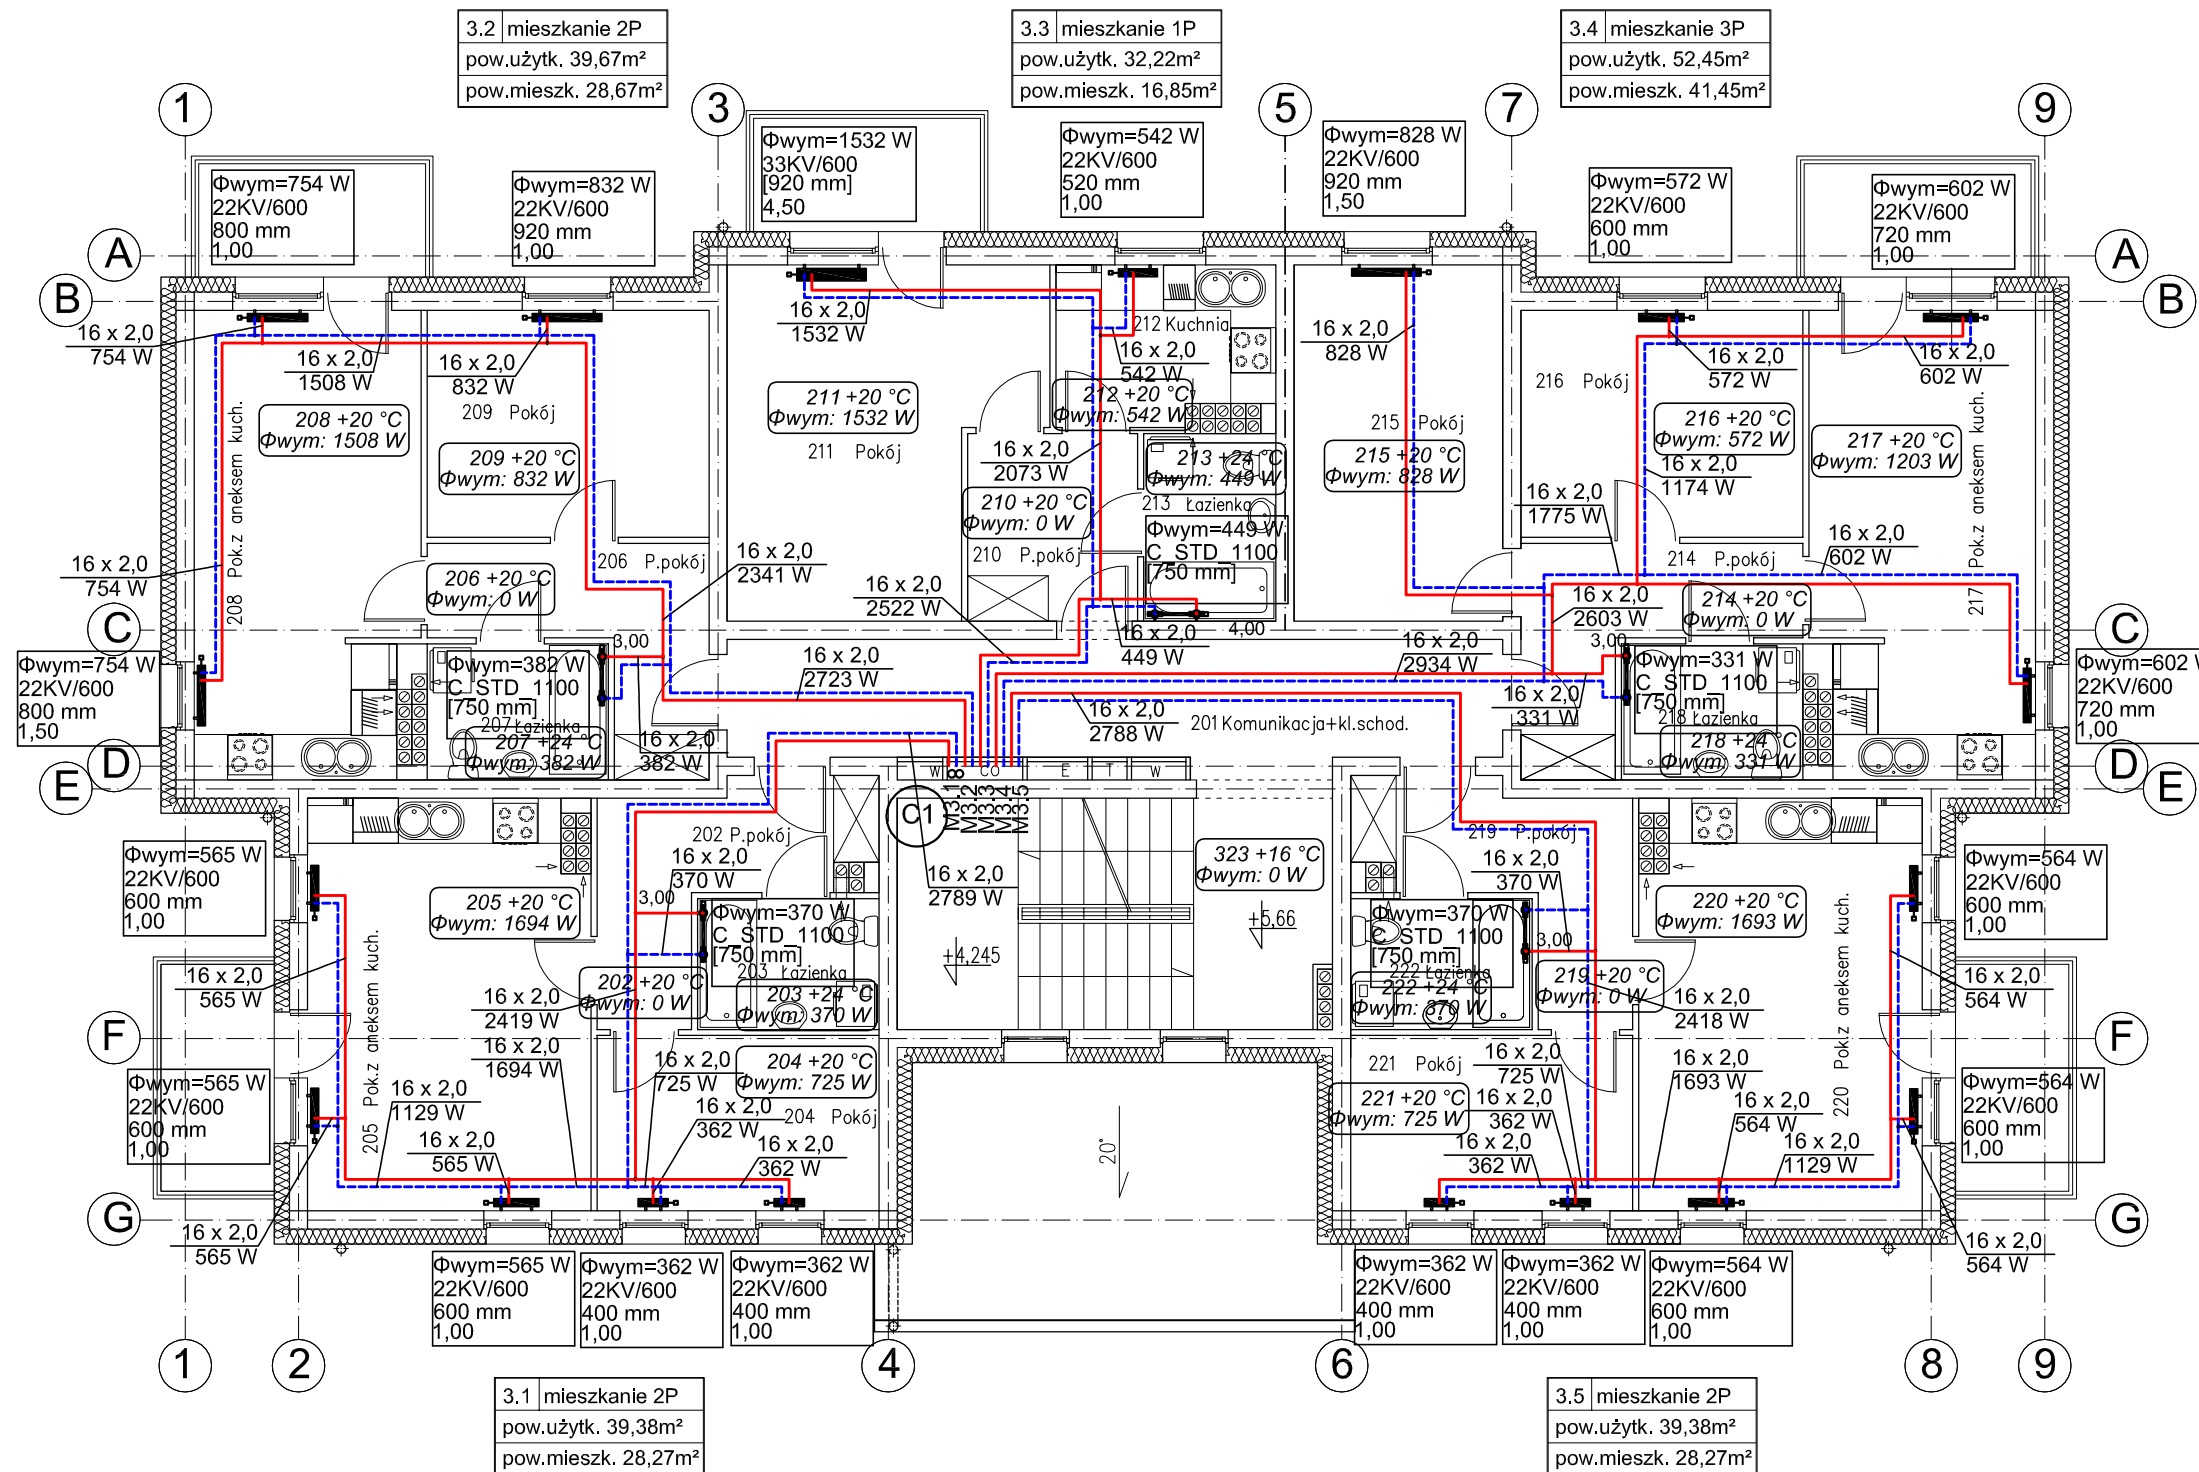 3.2 mieszkanie 2P
pow.użytk. 39,67m²
pow.mieszk. 28,67m²
3.3 mieszkanie 1P
pow.użytk. 32,22m²
pow.mieszk. 16,85m²
3.4 mieszkanie 3P
pow.użytk. 52,45m²
pow.mieszk. 41,45m²
1
3
5
7
9
Φwym=754 W
22KV/600
800 mm
1,00
Φwym=832 W
22KV/600
920 mm
1,00
Φwym=1532 W
33KV/600
[920 mm]
4,50
Φwym=542 W
22KV/600
520 mm
1,00
Φwym=828 W
22KV/600
920 mm
1,50
Φwym=572 W
22KV/600
600 mm
1,00
Φwym=602 W
22KV/600
720 mm
1,00
A
A
B
B
16 x 2,0
754 W
16 x 2,0
1508 W
16 x 2,0
832 W
16 x 2,0
1532 W
212 Kuchnia
16 x 2,0
542 W
16 x 2,0
828 W
16 x 2,0
572 W
16 x 2,0
602 W
208 Pok.z aneksem kuch.
208 +20 °C
Φwym: 1508 W
209 Pokój
209 +20 °C
Φwym: 832 W
211 +20 °C
Φwym: 1532 W
211 Pokój
212 +20 °C
Φwym: 542 W
16 x 2,0
2073 W
213 +24 °C
Φwym: 449 W
213 Łazienka
215 Pokój
215 +20 °C
Φwym: 828 W
216 Pokój
216 +20 °C
Φwym: 572 W
217 +20 °C
Φwym: 1203 W
217 Pok.z aneksem kuch.
16 x 2,0
1174 W
16 x 2,0
1775 W
210 +20 °C
Φwym: 0 W
210 P.pokój
Φwym=449 W
C_STD_1100
[750 mm]
4,00
16 x 2,0
754 W
206 P.pokój
206 +20 °C
Φwym: 0 W
16 x 2,0
2341 W
16 x 2,0
2522 W
214 P.pokój
16 x 2,0
602 W
214 +20 °C
Φwym: 0 W
16 x 2,0
2603 W
C
C
Φwym=754 W
22KV/600
800 mm
1,50
3,00
Φwym=382 W
C_STD_1100
[750 mm]
207 Łazienka
207 +24 °C
Φwym: 382 W
16 x 2,0
382 W
16 x 2,0
2723 W
16 x 2,0
449 W
16 x 2,0
2934 W
16 x 2,0
2788 W
201 Komunikacja+kl.schod.
16 x 2,0
331 W
3,00
Φwym=331 W
C_STD_1100
[750 mm]
218 Łazienka
218 +24 °C
Φwym: 331 W
Φwym=602 W
22KV/600
720 mm
1,00
D
D
E
E
W
CO
E
T
W
C1
M3.1
M3.2
M3.3
M3.4
M3.5
Φwym=565 W
22KV/600
600 mm
1,00
205 +20 °C
Φwym: 1694 W
202 P.pokój
16 x 2,0
370 W
3,00
Φwym=370 W
C_STD_1100
[750 mm]
203 Łazienka
203 +24 °C
Φwym: 370 W
202 +20 °C
Φwym: 0 W
16 x 2,0
2789 W
323 +16 °C
Φwym: 0 W
+4,245
+5,66
219 P.pokój
16 x 2,0
370 W
3,00
Φwym=370 W
C_STD_1100
[750 mm]
222 Łazienka
222 +24 °C
Φwym: 370 W
219 +20 °C
Φwym: 0 W
220 +20 °C
Φwym: 1693 W
Φwym=564 W
22KV/600
600 mm
1,00
16 x 2,0
565 W
16 x 2,0
2419 W
16 x 2,0
2418 W
16 x 2,0
564 W
205 Pok.z aneksem kuch.
220 Pok.z aneksem kuch.
F
F
Φwym=565 W
22KV/600
600 mm
1,00
16 x 2,0
1694 W
16 x 2,0
1129 W
16 x 2,0
725 W
204 +20 °C
Φwym: 725 W
204 Pokój
16 x 2,0
362 W
16 x 2,0
565 W
16 x 2,0
362 W
20°
221 Pokój
16 x 2,0
725 W
221 +20 °C
Φwym: 725 W
16 x 2,0
362 W
16 x 2,0
362 W
16 x 2,0
1693 W
16 x 2,0
564 W
16 x 2,0
1129 W
Φwym=564 W
22KV/600
600 mm
1,00
G
G
16 x 2,0
565 W
16 x 2,0
564 W
Φwym=565 W
22KV/600
600 mm
1,00
Φwym=362 W
22KV/600
400 mm
1,00
Φwym=362 W
22KV/600
400 mm
1,00
Φwym=362 W
22KV/600
400 mm
1,00
Φwym=362 W
22KV/600
400 mm
1,00
Φwym=564 W
22KV/600
600 mm
1,00
1
2
4
6
8
9
3.1 mieszkanie 2P
pow.użytk. 39,38m²
pow.mieszk. 28,27m²
3.5 mieszkanie 2P
pow.użytk. 39,38m²
pow.mieszk. 28,27m²